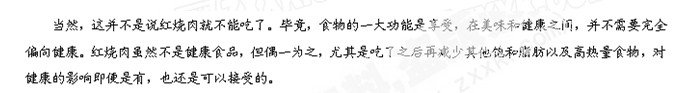 当然，这并不是说红烧肉就不能吃了。毕竟，食物的一大功能是享受，在美味和健康之间，并不需要完全
偏向健康。红烧肉虽然不是健康食品，但偶一为之，尤其是吃了之后再减少其他饱和脂肪以及高热量食物，对
健康的影响即便是有，也还是可以接受的。